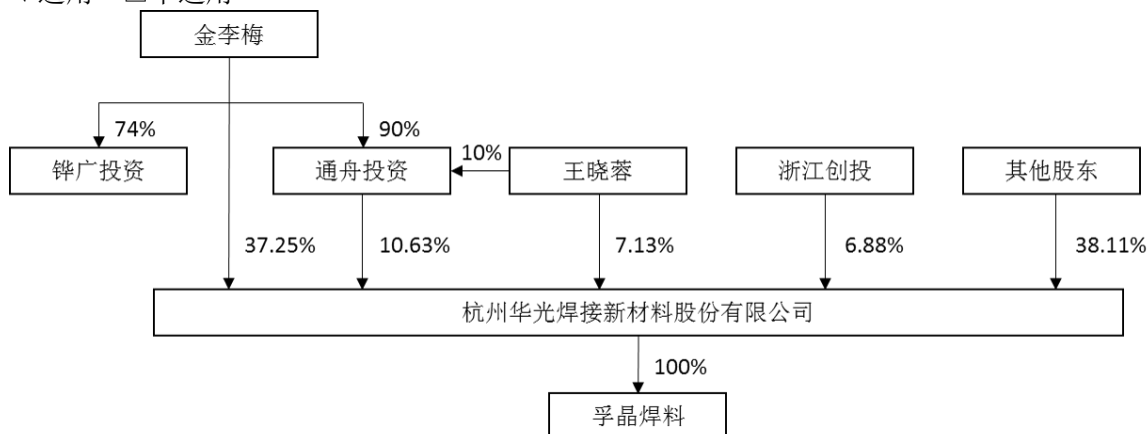 金李梅
74%
90%
10%
铧广投资
通舟投资
王晓蓉
浙江创投
其他股东
37.25%
10.63%
7.13%
6.88%
38.11%
杭州华光焊接新材料股份有限公司
100%
孚晶焊料